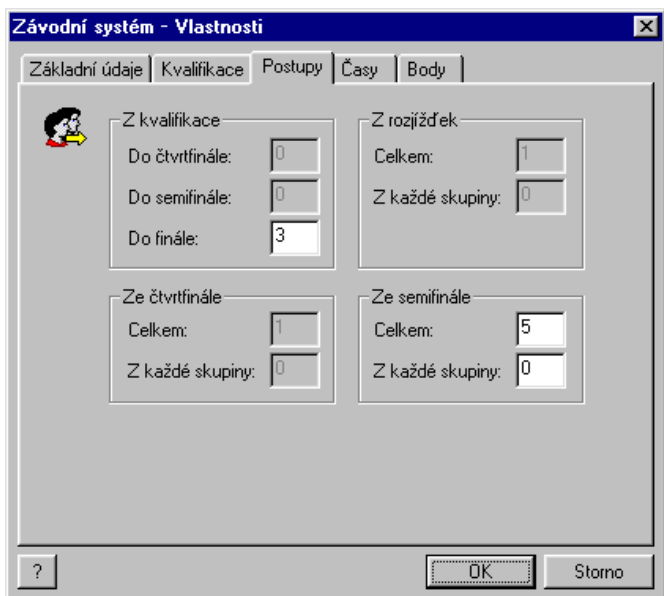 Závodní systém - Vlastnosti
Základní údaje Kvalifikace Postupy Časy Body
Z kvalifikace
Do čtvrtfinále: 0
Do semifinále: 0
Do finále: 3
Z rozjížděk
Celkem: 1
Z každé skupiny: 0
Ze čtvrtfinále
Celkem: 1
Z každé skupiny: 0
Ze semifinále
Celkem: 5
Z každé skupiny: 0
? OK Storno